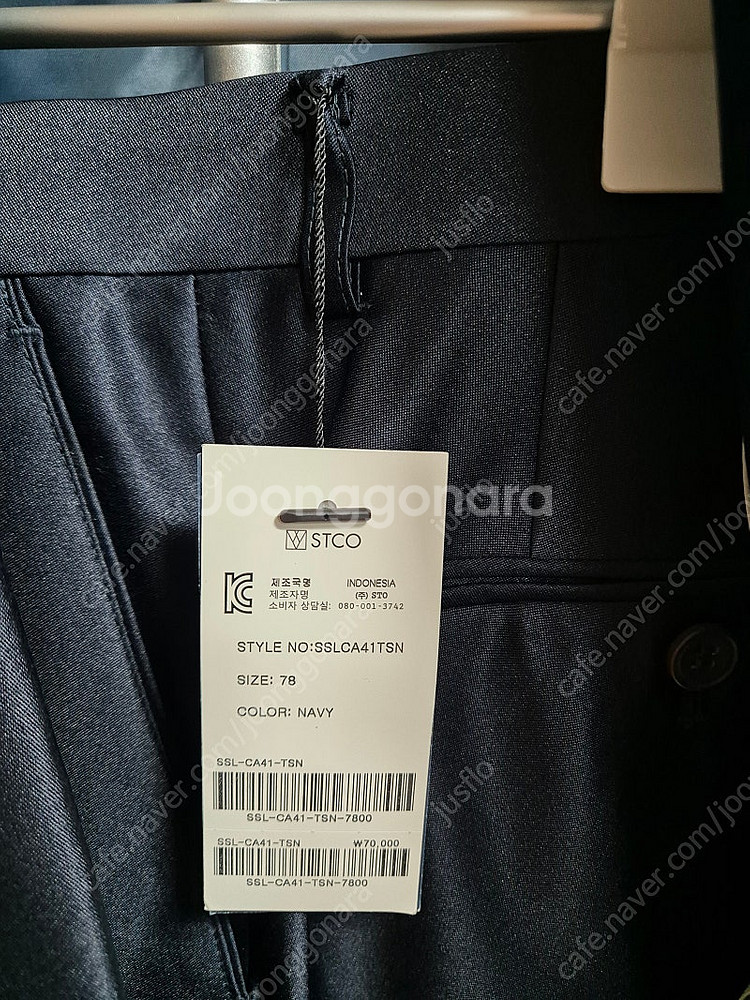 STCO
제조국명 INDONESIA
제조자명 (주) STO
소비자 상담실: 080-001-3742
STYLE NO:SSLCA41TSN
SIZE: 78
COLOR: NAVY
SSL-CA41-TSN
SSL-CA41-TSN-7800
SSL-CA41-TSN ₩70,000
SSL-CA41-TSN-7800
Joonggonara
jusflo
cafe.naver.com/joonggonara